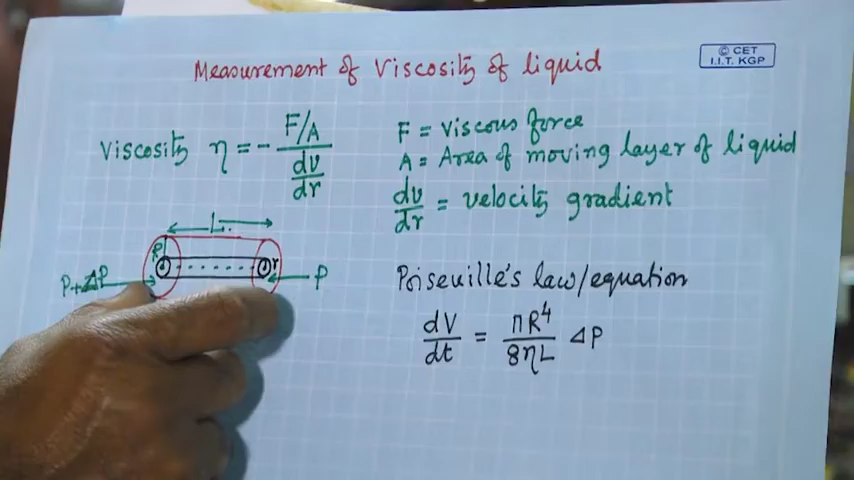 Measurement of Viscosity of liquid
© CET
I.I.T. KGP
Viscosity η = - F/A / dv/dr
F = Viscous force
A = Area of moving layer of liquid
dv/dr = velocity gradient
L
R
r
P+ΔP
P
Poiseuille's law/equation
dV/dt = πR⁴/8ηL ΔP